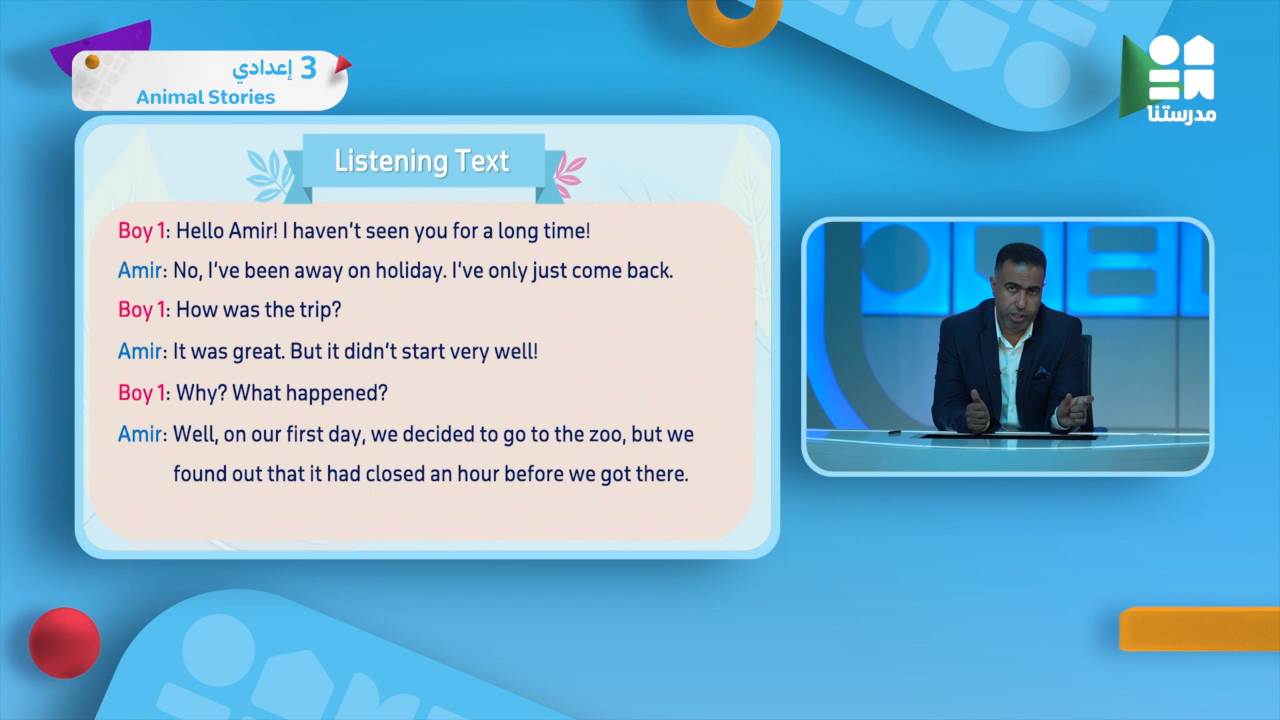 3 إعدادي
Animal Stories
مدرستنا
Listening Text
Boy 1: Hello Amir! I haven't seen you for a long time!
Amir: No, I've been away on holiday. I've only just come back.
Boy 1: How was the trip?
Amir: It was great. But it didn't start very well!
Boy 1: Why? What happened?
Amir: Well, on our first day, we decided to go to the zoo, but we
found out that it had closed an hour before we got there.